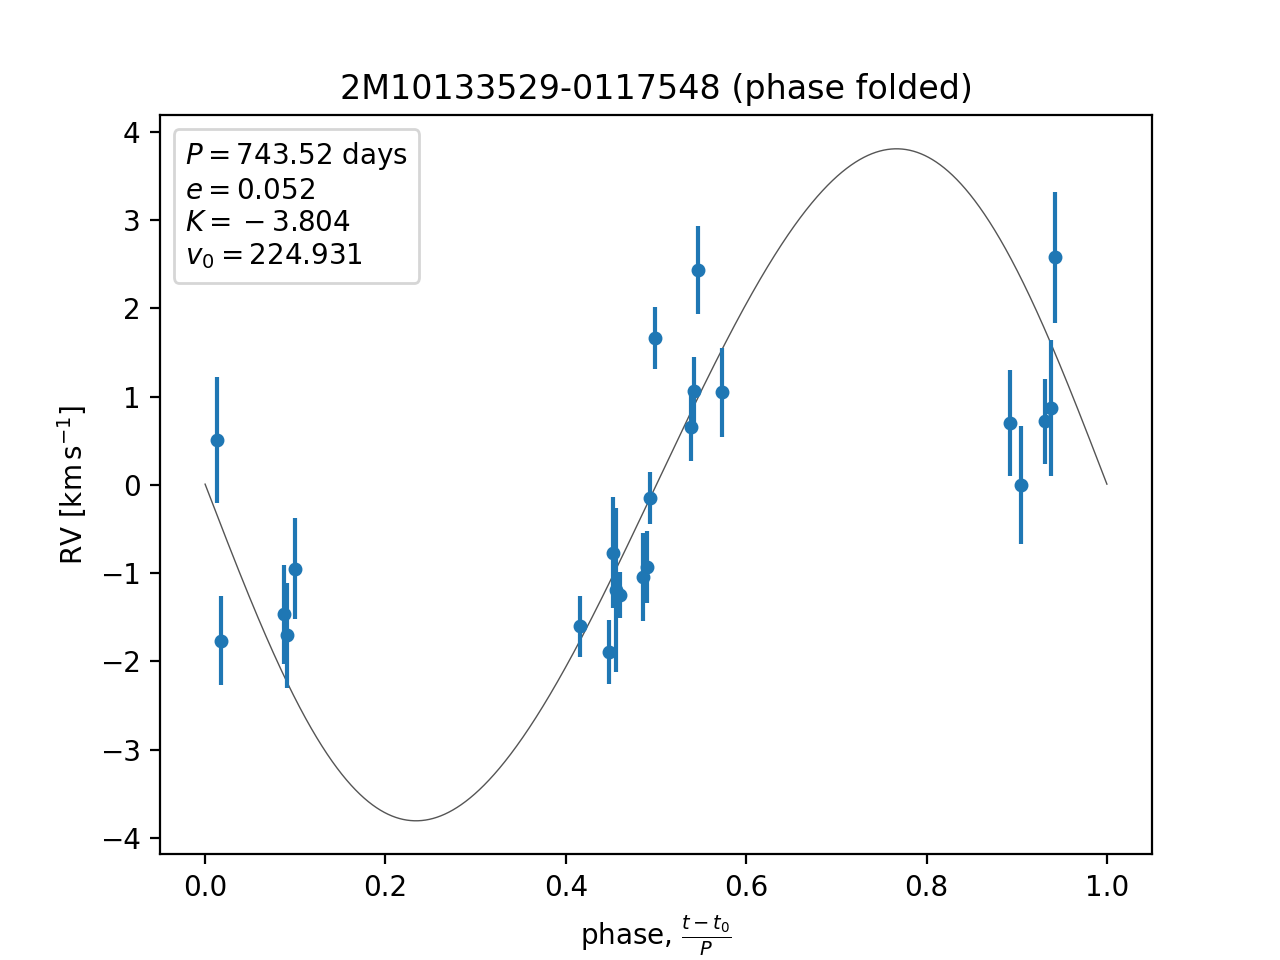 2M10133529-0117548 (phase folded)
P = 743.52 days
e = 0.052
K = −3.804
v₀ = 224.931
4
3
2
1
0
−1
−2
−3
−4
RV [km s⁻¹]
0.0 0.2 0.4 0.6 0.8 1.0
phase, (t − t₀)/P